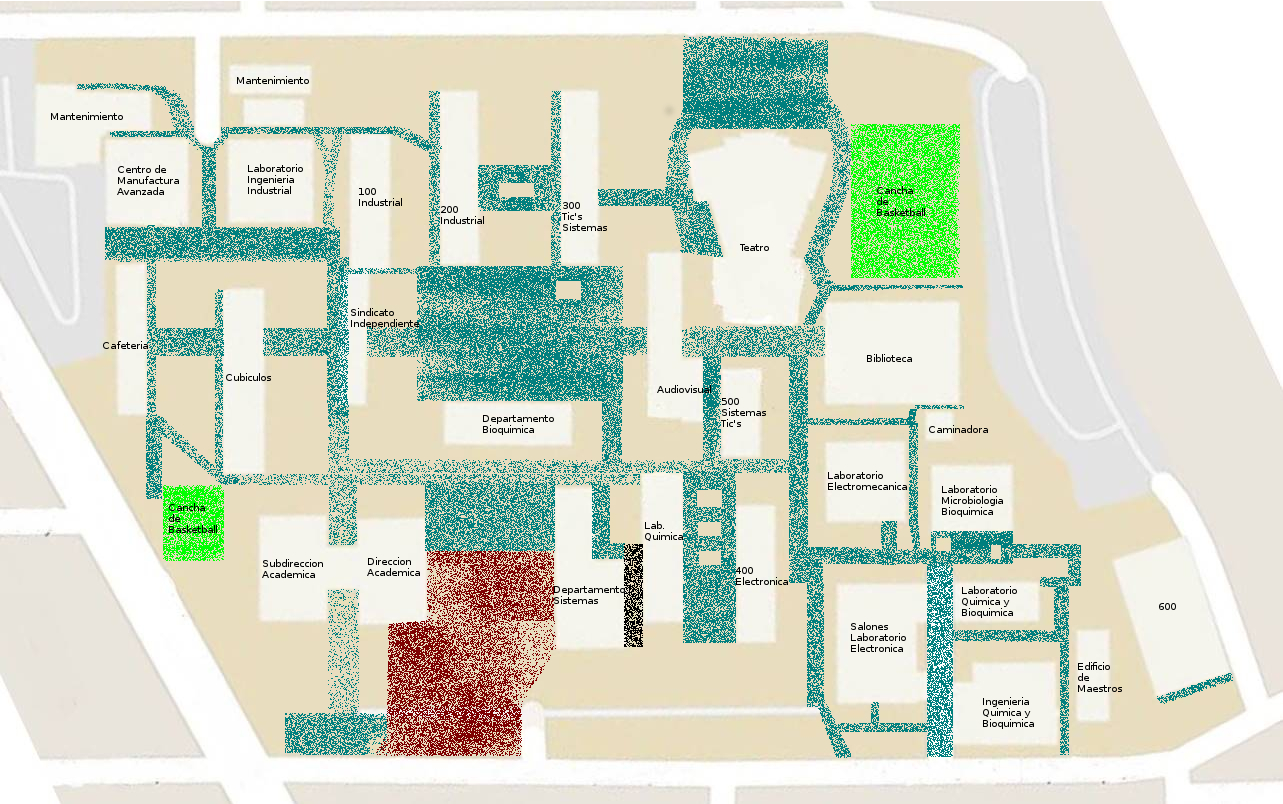 Mantenimiento
Mantenimiento
Centro de
Manufactura
Avanzada
Laboratorio
Ingenieria
Industrial
100
Industrial
200
Industrial
300
Tic's
Sistemas
Teatro
Cancha
de
Basketball
Sindicato
Independiente
Cafeteria
Cubiculos
Audiovisual
500
Sistemas
Tic's
Biblioteca
Departamento
Bioquimica
Caminadora
Laboratorio
Electromecanica
Laboratorio
Microbiologia
Bioquimica
Cancha
de
Basketball
Subdireccion
Academica
Direccion
Academica
Departamento
Sistemas
Lab.
Quimica
400
Electronica
Salones
Laboratorio
Electronica
Laboratorio
Quimica y
Bioquimica
600
Edificio
de
Maestros
Ingenieria
Quimica y
Bioquimica